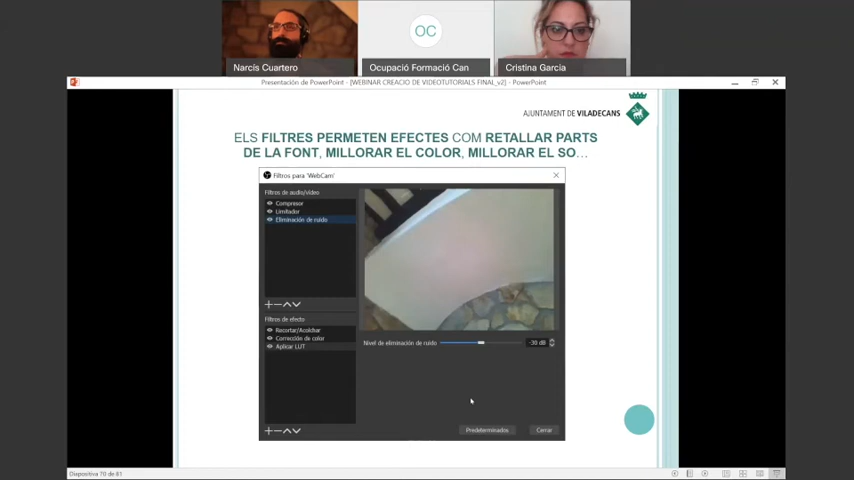 Narcís Cuartero
OC
Ocupació Formació Can
Cristina Garcia
Presentación de PowerPoint - [WEBINAR CREACIO DE VIDEOTUTORIALS FINAL_v2] - PowerPoint
AJUNTAMENT DE VILADECANS
ELS FILTRES PERMETEN EFECTES COM RETALLAR PARTS
DE LA FONT, MILLORAR EL COLOR, MILLORAR EL SO...
Filtros para 'WebCam'
Filtros de audio/video
Compresor
Limitador
Eliminación de ruido
Filtros de efecto
Recortar/Acolchar
Corrección de color
Aplicar LUT
Nivel de eliminación de ruido
-30 dB
Predeterminados
Cerrar
Diapositiva 70 de 81